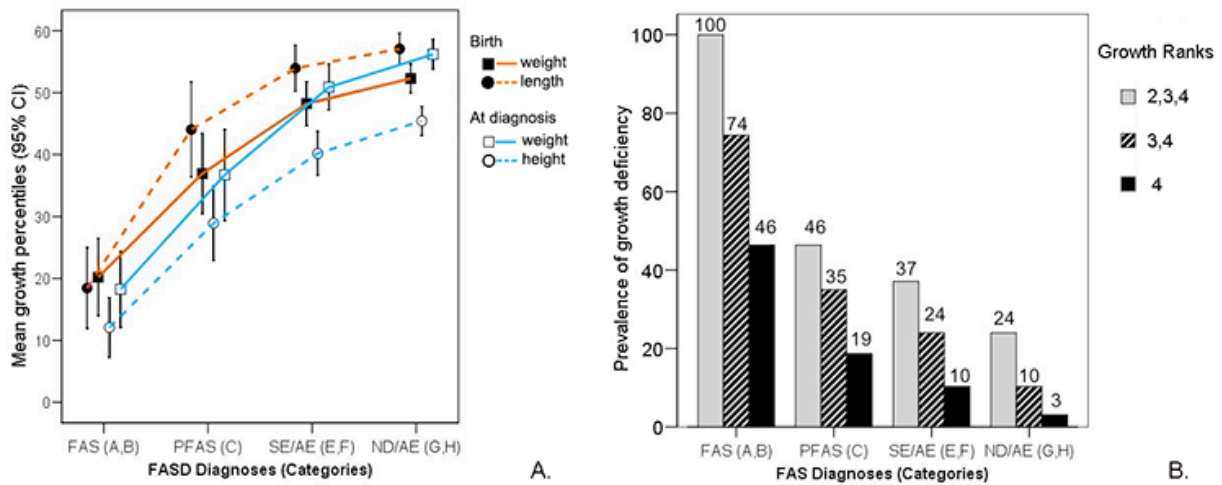 Mean growth percentiles (95% CI)
60
50
40
30
20
10
0
FAS (A,B)
PFAS (C)
SE/AE (E,F)
ND/AE (G,H)
FASD Diagnoses (Categories)
A.
Birth
weight
length
At diagnosis
weight
height
Prevalence of growth deficiency
100
80
60
40
20
0
100
74
46
46
35
19
37
24
10
24
10
3
FAS (A,B)
PFAS (C)
SE/AE (E,F)
ND/AE (G,H)
FAS Diagnoses (Categories)
B.
Growth Ranks
2,3,4
3,4
4